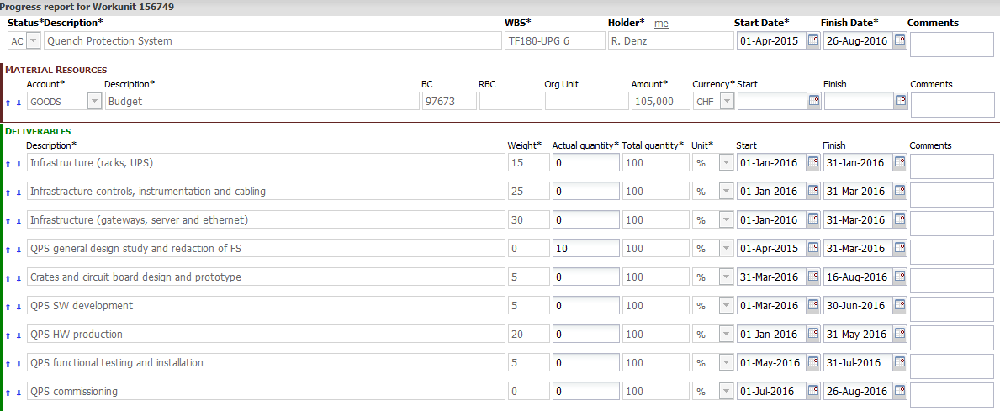 Progress report for Workunit 156749
Status* Description* WBS* Holder* me Start Date* Finish Date* Comments
AC Quench Protection System TF180-UPG 6 R. Denz 01-Apr-2015 26-Aug-2016
MATERIAL RESOURCES
Account* Description* BC RBC Org Unit Amount* Currency* Start Finish Comments
⇑ ⇓ GOODS Budget 97673 105,000 CHF
DELIVERABLES
Description* Weight* Actual quantity* Total quantity* Unit* Start Finish Comments
⇑ ⇓ Infrastructure (racks, UPS) 15 0 100 % 01-Jan-2016 31-Jan-2016
⇑ ⇓ Infrastracture controls, instrumentation and cabling 25 0 100 % 01-Jan-2016 31-Mar-2016
⇑ ⇓ Infrastructure (gateways, server and ethernet) 30 0 100 % 01-Jan-2016 31-Mar-2016
⇑ ⇓ QPS general design study and redaction of FS 0 10 100 % 01-Apr-2015 31-Mar-2016
⇑ ⇓ Crates and circuit board design and prototype 5 0 100 % 31-Mar-2016 16-Aug-2016
⇑ ⇓ QPS SW development 5 0 100 % 01-Mar-2016 30-Jun-2016
⇑ ⇓ QPS HW production 20 0 100 % 01-Jan-2016 31-May-2016
⇑ ⇓ QPS functional testing and installation 5 0 100 % 01-May-2016 31-Jul-2016
⇑ ⇓ QPS commissioning 0 0 100 % 01-Jul-2016 26-Aug-2016